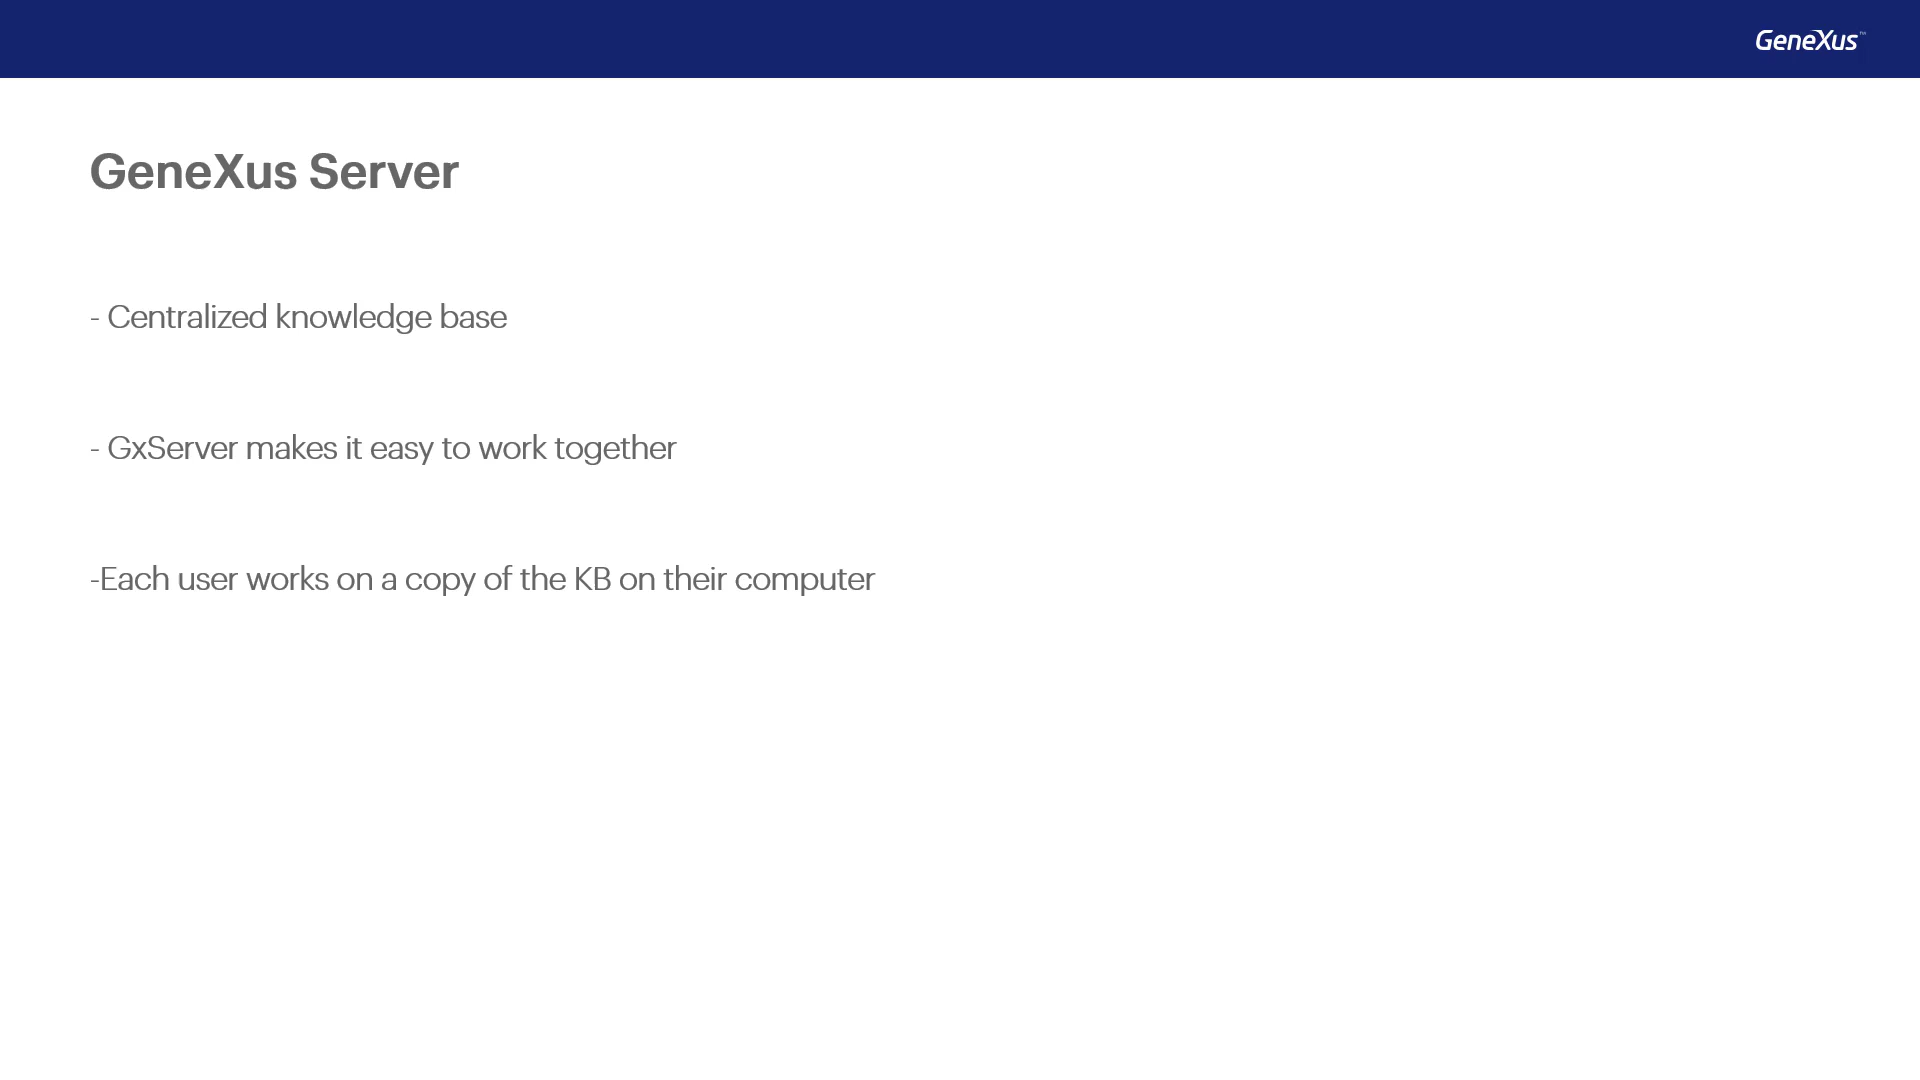 GeneXus™
GeneXus Server
- Centralized knowledge base
- GxServer makes it easy to work together
-Each user works on a copy of the KB on their computer